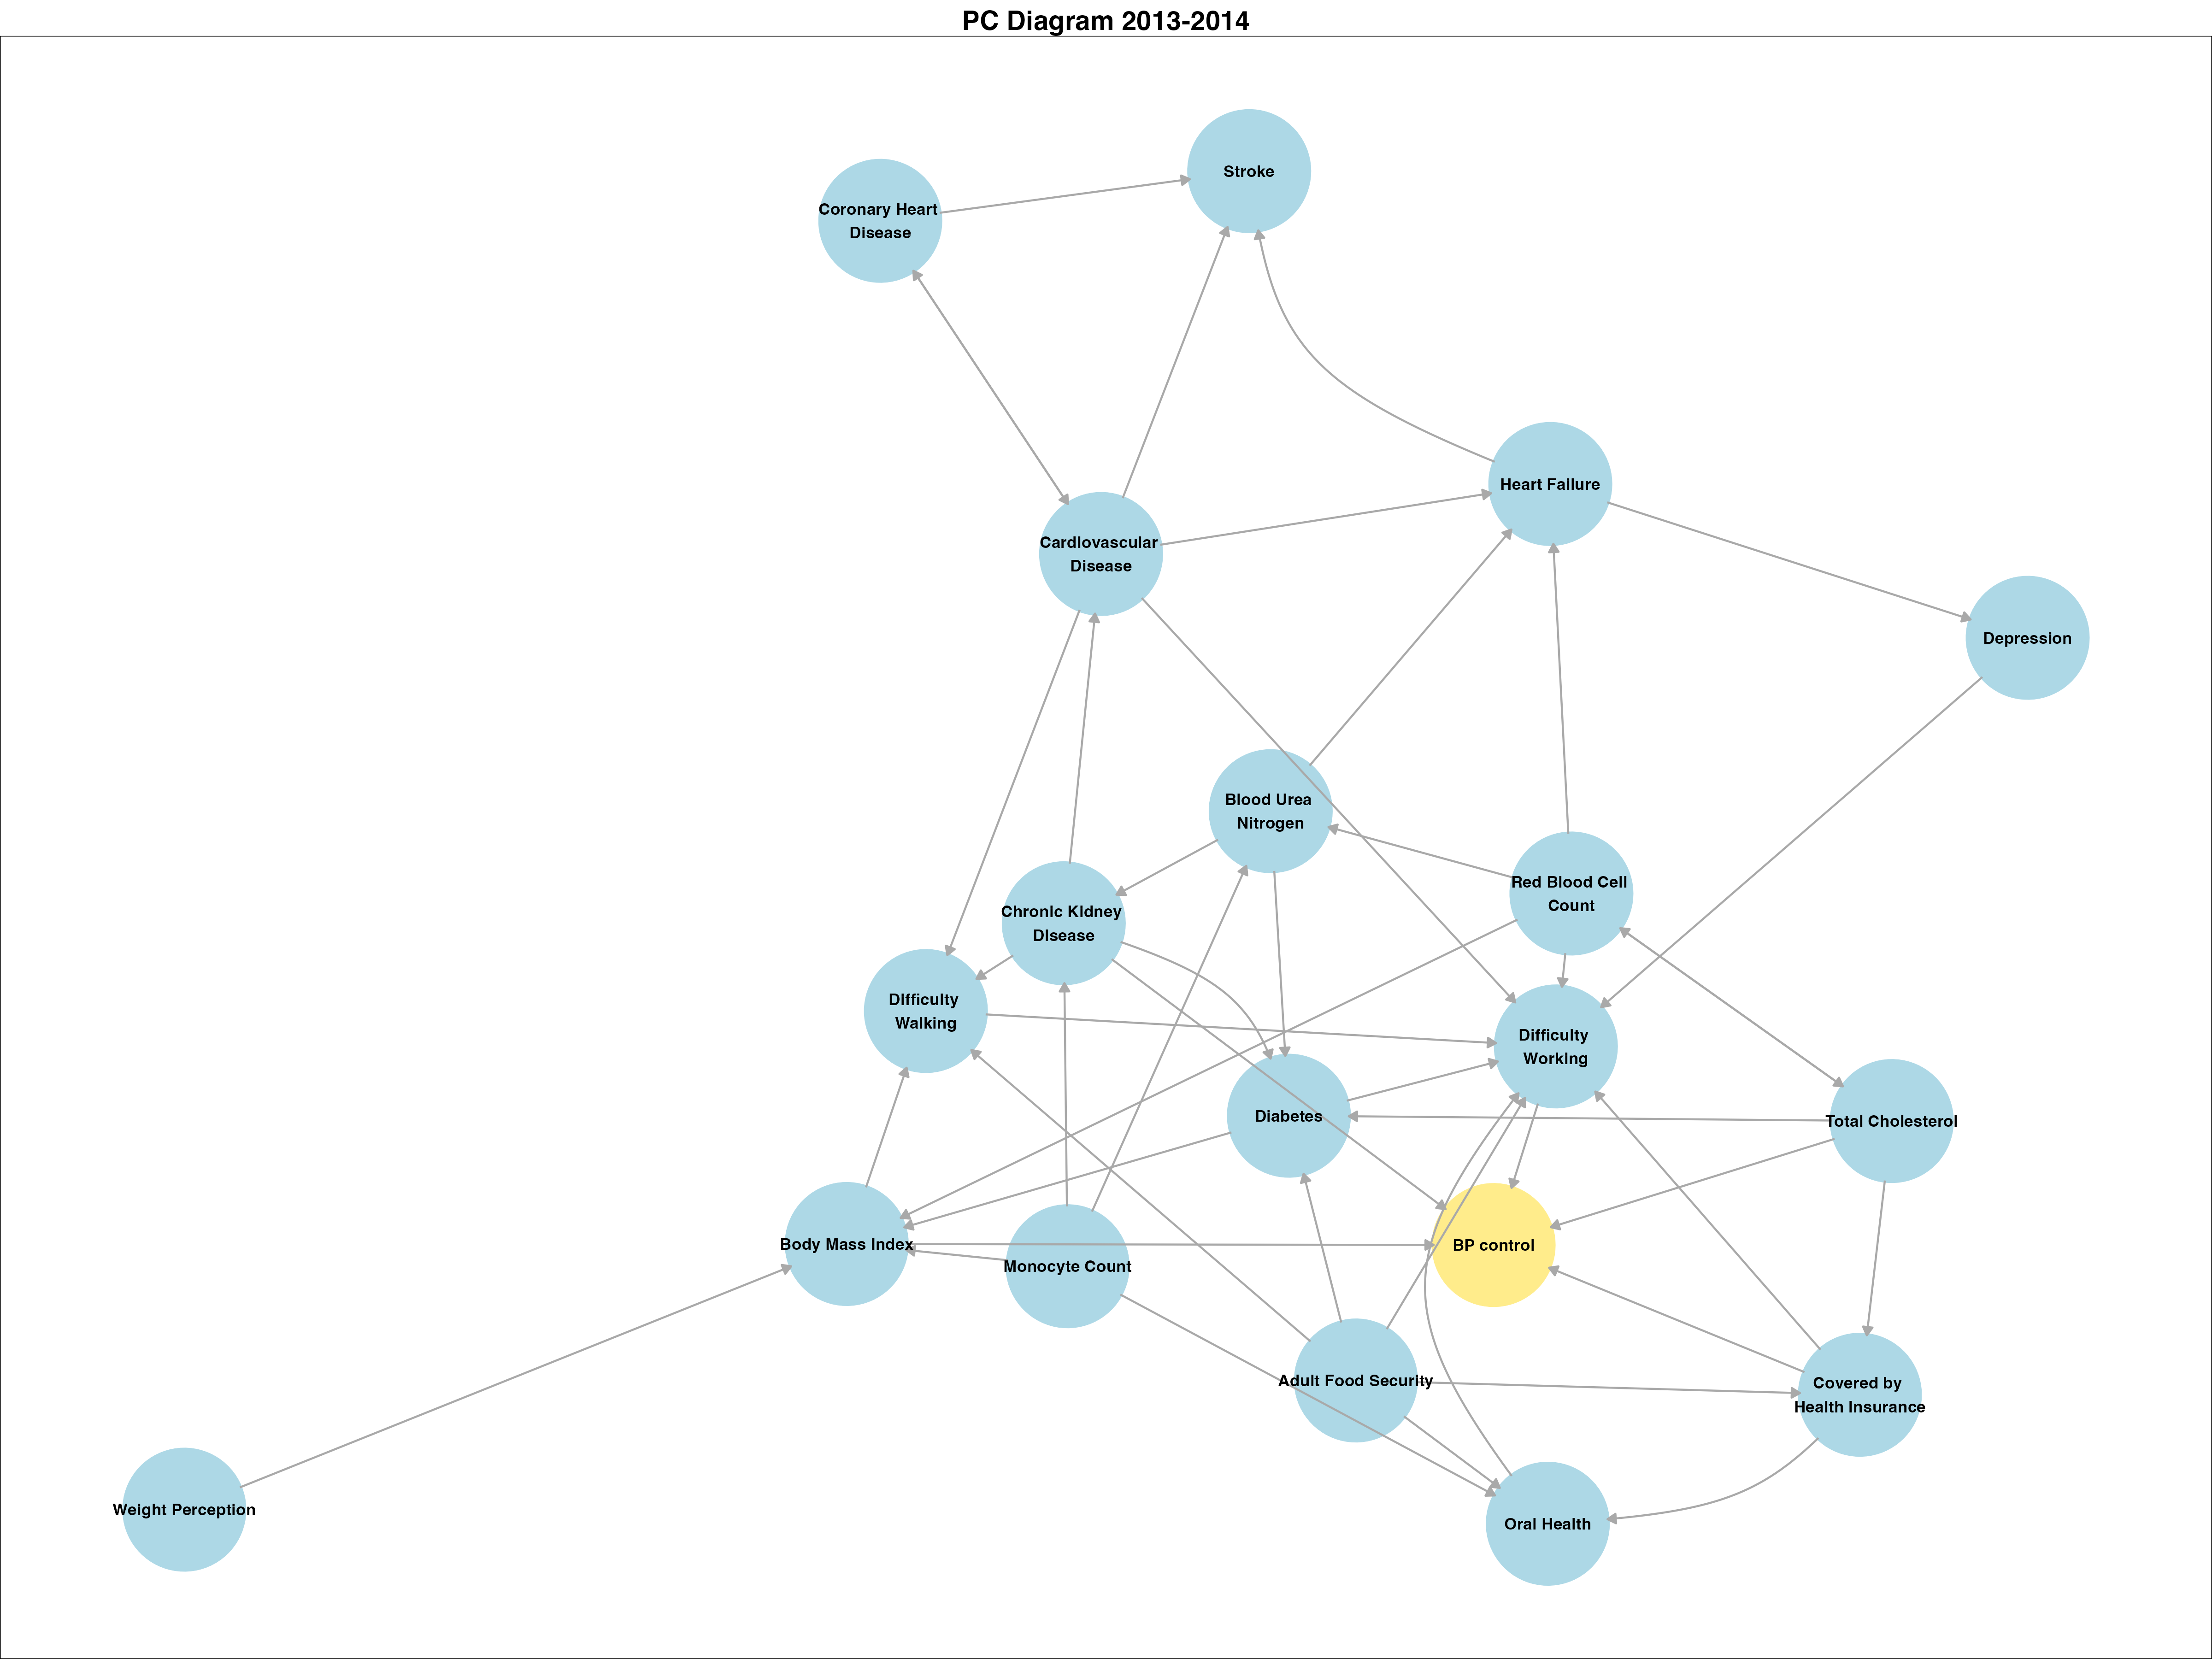 PC Diagram 2013-2014
Stroke
Coronary Heart
Disease
Heart Failure
Cardiovascular
Disease
Depression
Blood Urea
Nitrogen
Red Blood Cell
Count
Chronic Kidney
Disease
Difficulty
Walking
Difficulty
Working
Diabetes
Total Cholesterol
Body Mass Index
BP control
Monocyte Count
Adult Food Security
Covered by
Health Insurance
Weight Perception
Oral Health